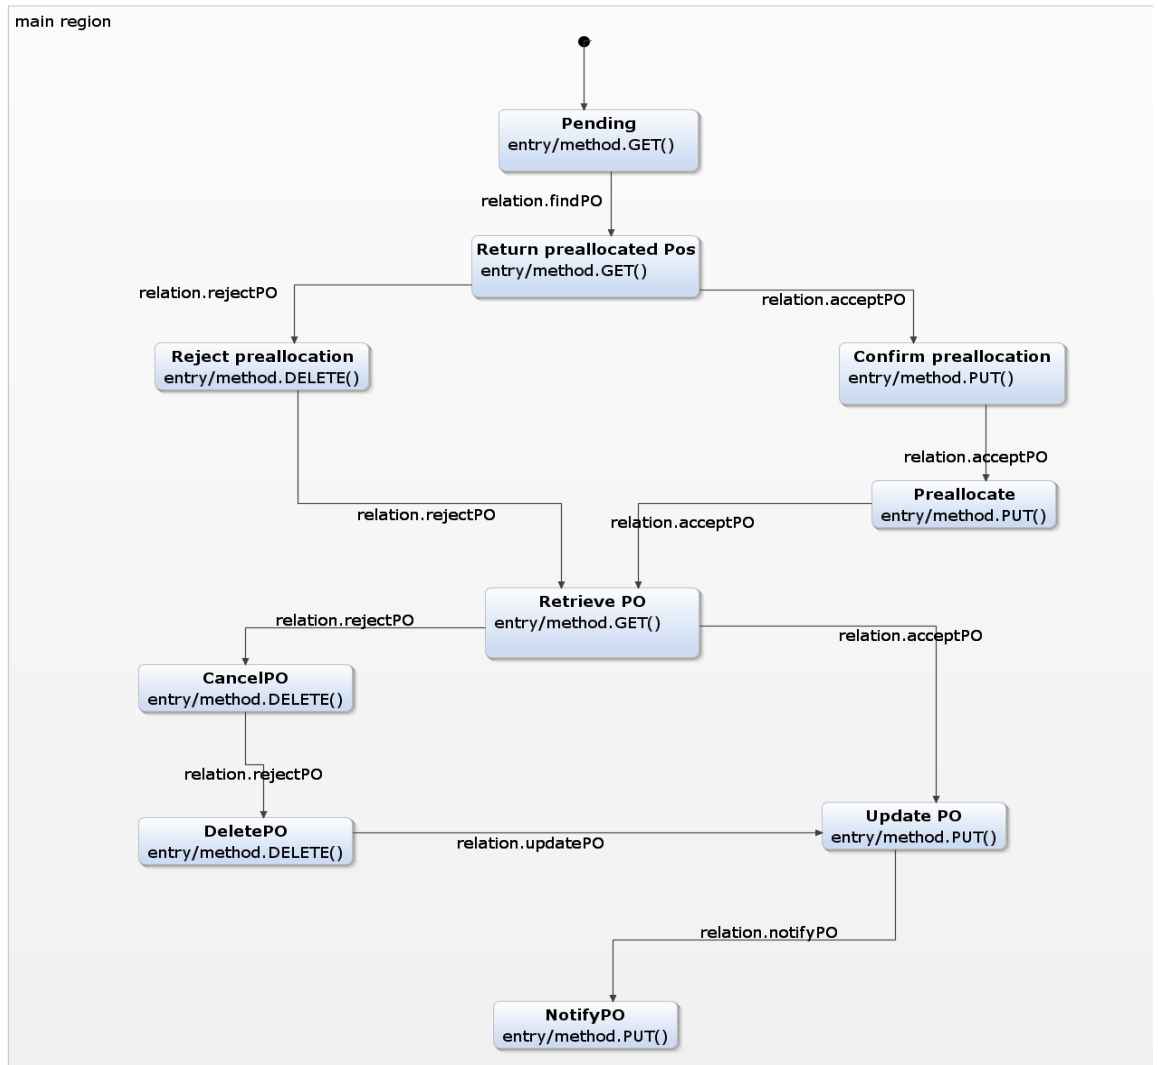 main region
Pending
entry/method.GET()
relation.findPO
Return preallocated Pos
entry/method.GET()
relation.rejectPO
relation.acceptPO
Reject preallocation
entry/method.DELETE()
Confirm preallocation
entry/method.PUT()
relation.acceptPO
Preallocate
entry/method.PUT()
relation.rejectPO
relation.acceptPO
Retrieve PO
entry/method.GET()
relation.rejectPO
relation.acceptPO
CancelPO
entry/method.DELETE()
relation.rejectPO
DeletePO
entry/method.DELETE()
relation.updatePO
Update PO
entry/method.PUT()
relation.notifyPO
NotifyPO
entry/method.PUT()